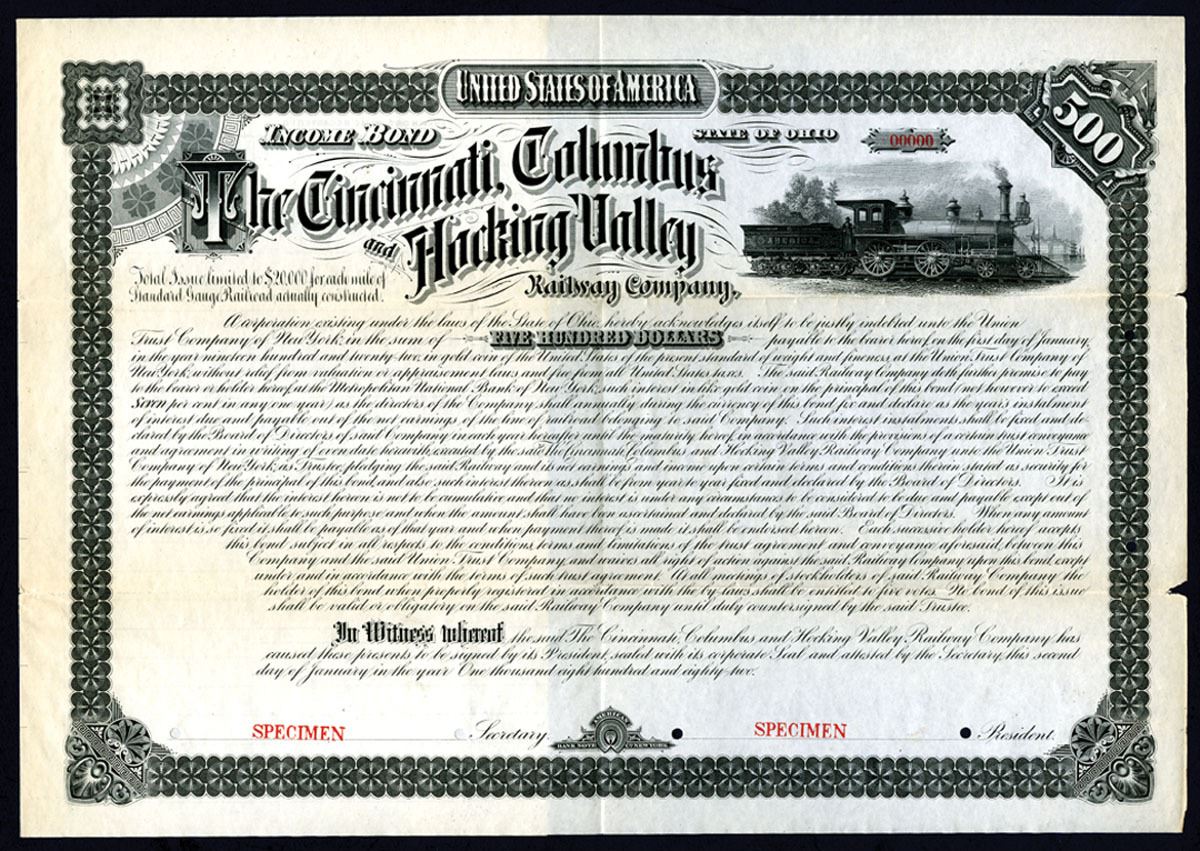 UNITED STATES OF AMERICA
INCOME BOND
STATE OF OHIO
00000
500
The Cincinnati, Columbus
and Hocking Valley
Railway Company,
AMERICA
Total Issue limited to $20,000 for each mile of
Standard Gauge Railroad actually constructed.
A corporation existing under the laws of the State of Ohio, hereby acknowledges itself to be justly indebted unto the Union
Trust Company of New York in the sum of FIVE HUNDRED DOLLARS payable to the bearer hereof on the first day of January,
in the year nineteen hundred and twenty two, in gold coin of the United States of the present standard of weight and fineness, at the Union Trust Company of
New York, without relief from valuation or appraisement laws and free from all United States taxes. The said Railway Company doth further promise to pay
to the bearer or holder hereof, at the Metropolitan National Bank of New York, such interest in like gold coin on the principal of this bond (not however to exceed
seven per cent in any one year) as the directors of the Company shall annually, during the currency of this bond fix and declare as the years instalment
of interest due and payable out of the net earnings of the line of railroad belonging to said Company. Such interest instalments shall be fixed and de-
clared by the Board of Directors of said Company in each year hereafter until the maturity hereof, in accordance with the provisions of a certain trust conveyance
and agreement in writing of even date herewith, executed by the said The Cincinnati, Columbus and Hocking Valley Railway Company unto the Union Trust
Company of New York, as Trustee, pledging the said Railway and its net earnings and income upon certain terms and conditions therein stated as security for
the payment of the principal of this bond, and also such interest thereon as shall be from year to year fixed and declared by the Board of Directors. It is
expressly agreed that the interest hereon is not to be cumulative and that no interest is under any circumstance to be considered to be due and payable except out of
the net earnings applicable to such purpose and when the amount shall have been ascertained and declared by the said Board of Directors. When any amount
of interest is so fixed it shall be payable as of that year and when payment thereof is made it shall be endorsed hereon. Each successive holder hereof accepts
this bond subject in all respects to the conditions, terms and limitations of the trust agreement and conveyance aforesaid, between this
Company and the said Union Trust Company, and waives all right of action against the said Railway Company upon this bond, except
under and in accordance with the terms of such trust agreement. At all meetings of stockholders of said Railway Company the
holder of this bond when properly registered in accordance with the by-laws shall be entitled to five votes. No bond of this issue
shall be valid or obligatory on the said Railway Company until duly countersigned by the said Trustee.
In Witness whereof the said The Cincinnati, Columbus and Hocking Valley Railway Company has
caused these presents to be signed by its President, sealed with its corporate Seal and attested by the Secretary, this second
day of January in the year One thousand eight hundred and eighty two.
SPECIMEN Secretary.
AMERICAN
BANK NOTE CO. NEW YORK.
SPECIMEN President.